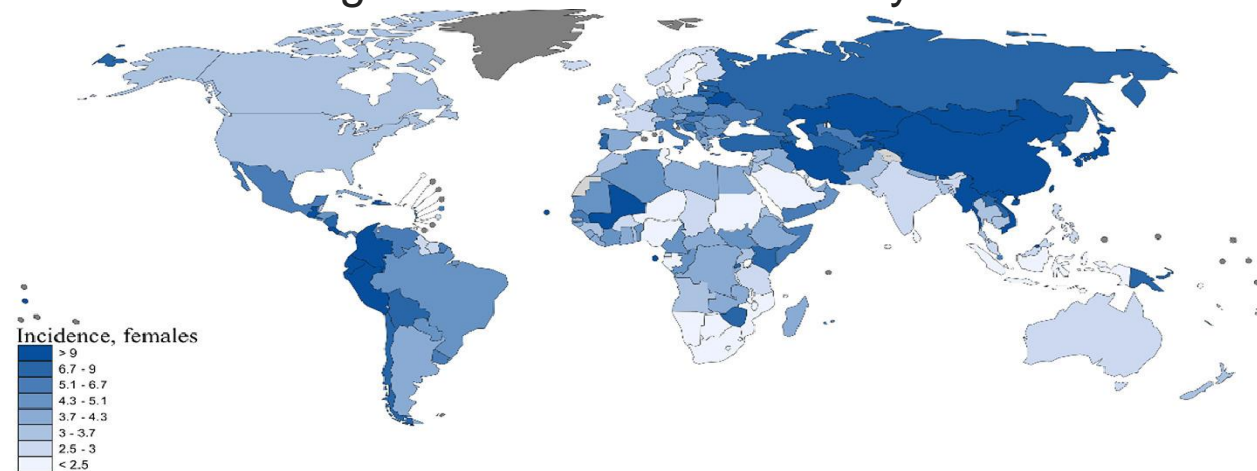 Incidence, females
> 9
6.7 - 9
5.1 - 6.7
4.3 - 5.1
3.7 - 4.3
3 - 3.7
2.5 - 3
< 2.5